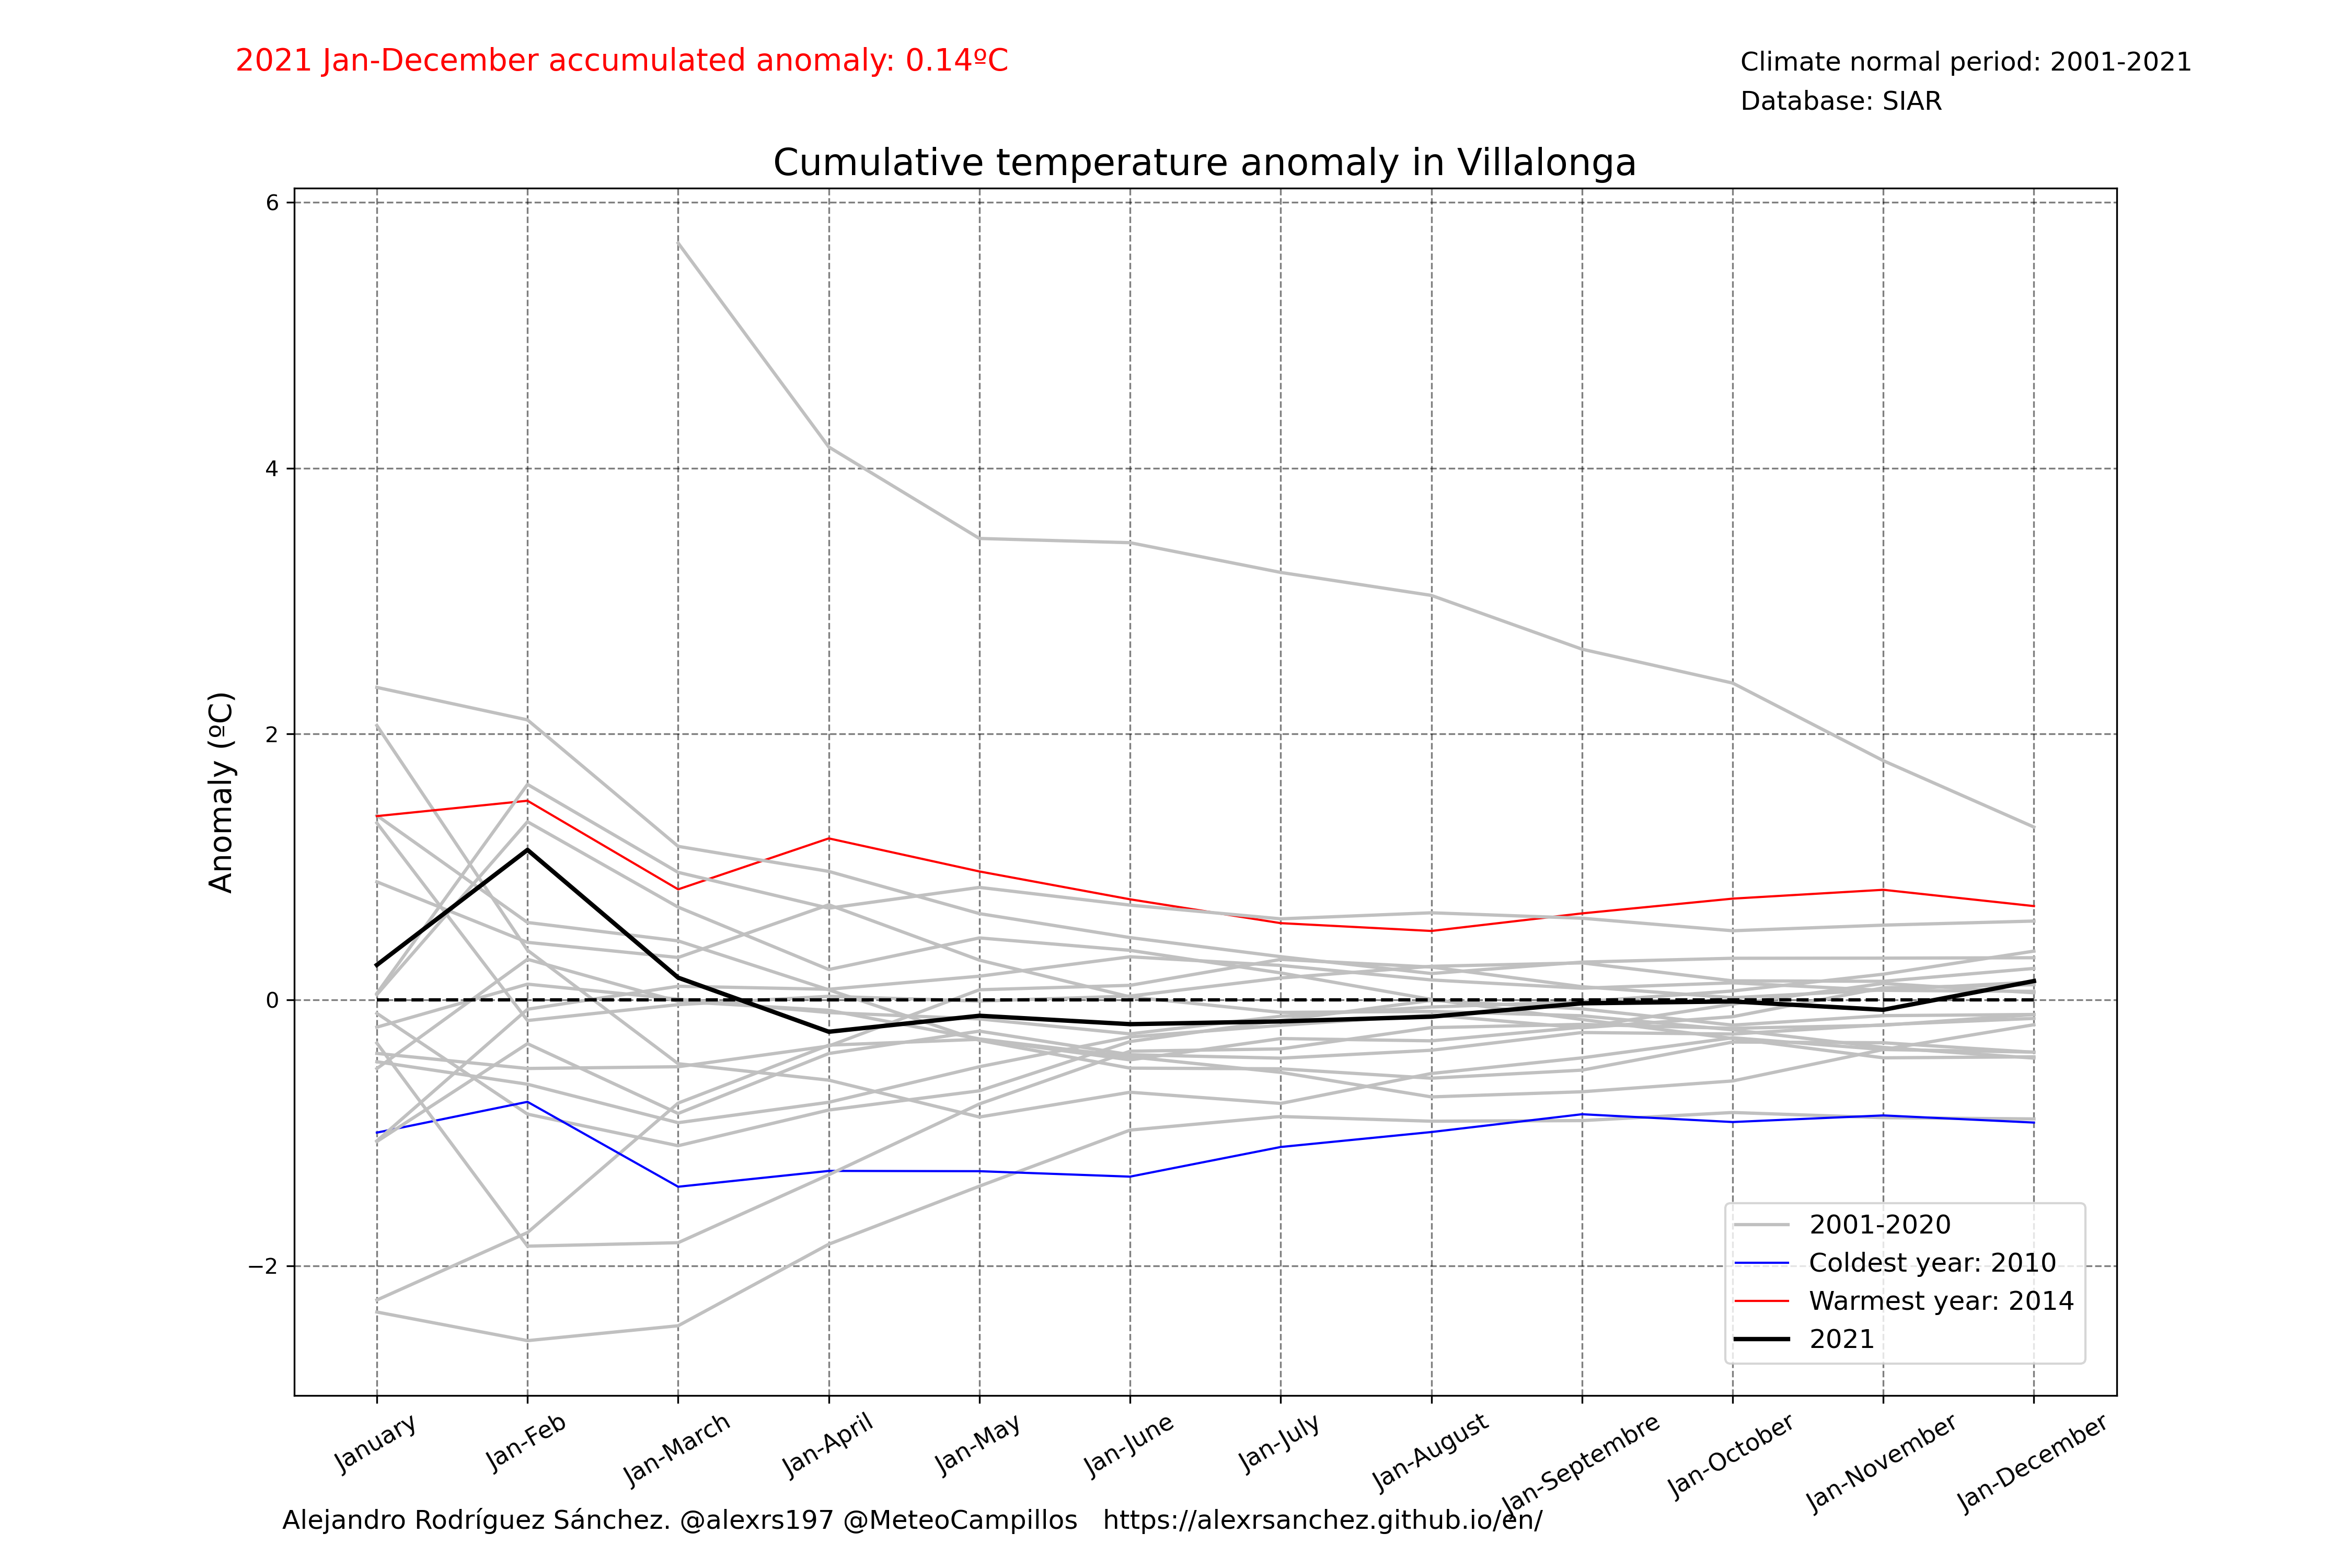 2021 Jan-December accumulated anomaly: 0.14ºC
Climate normal period: 2001-2021
Database: SIAR
Cumulative temperature anomaly in Villalonga
Anomaly (ºC)
6
4
2
0
−2
2001-2020
Coldest year: 2010
Warmest year: 2014
2021
January
Jan-Feb
Jan-March
Jan-April
Jan-May
Jan-June
Jan-July
Jan-August
Jan-Septembre
Jan-October
Jan-November
Jan-December
Alejandro Rodríguez Sánchez. @alexrs197 @MeteoCampillos   https://alexrsanchez.github.io/en/